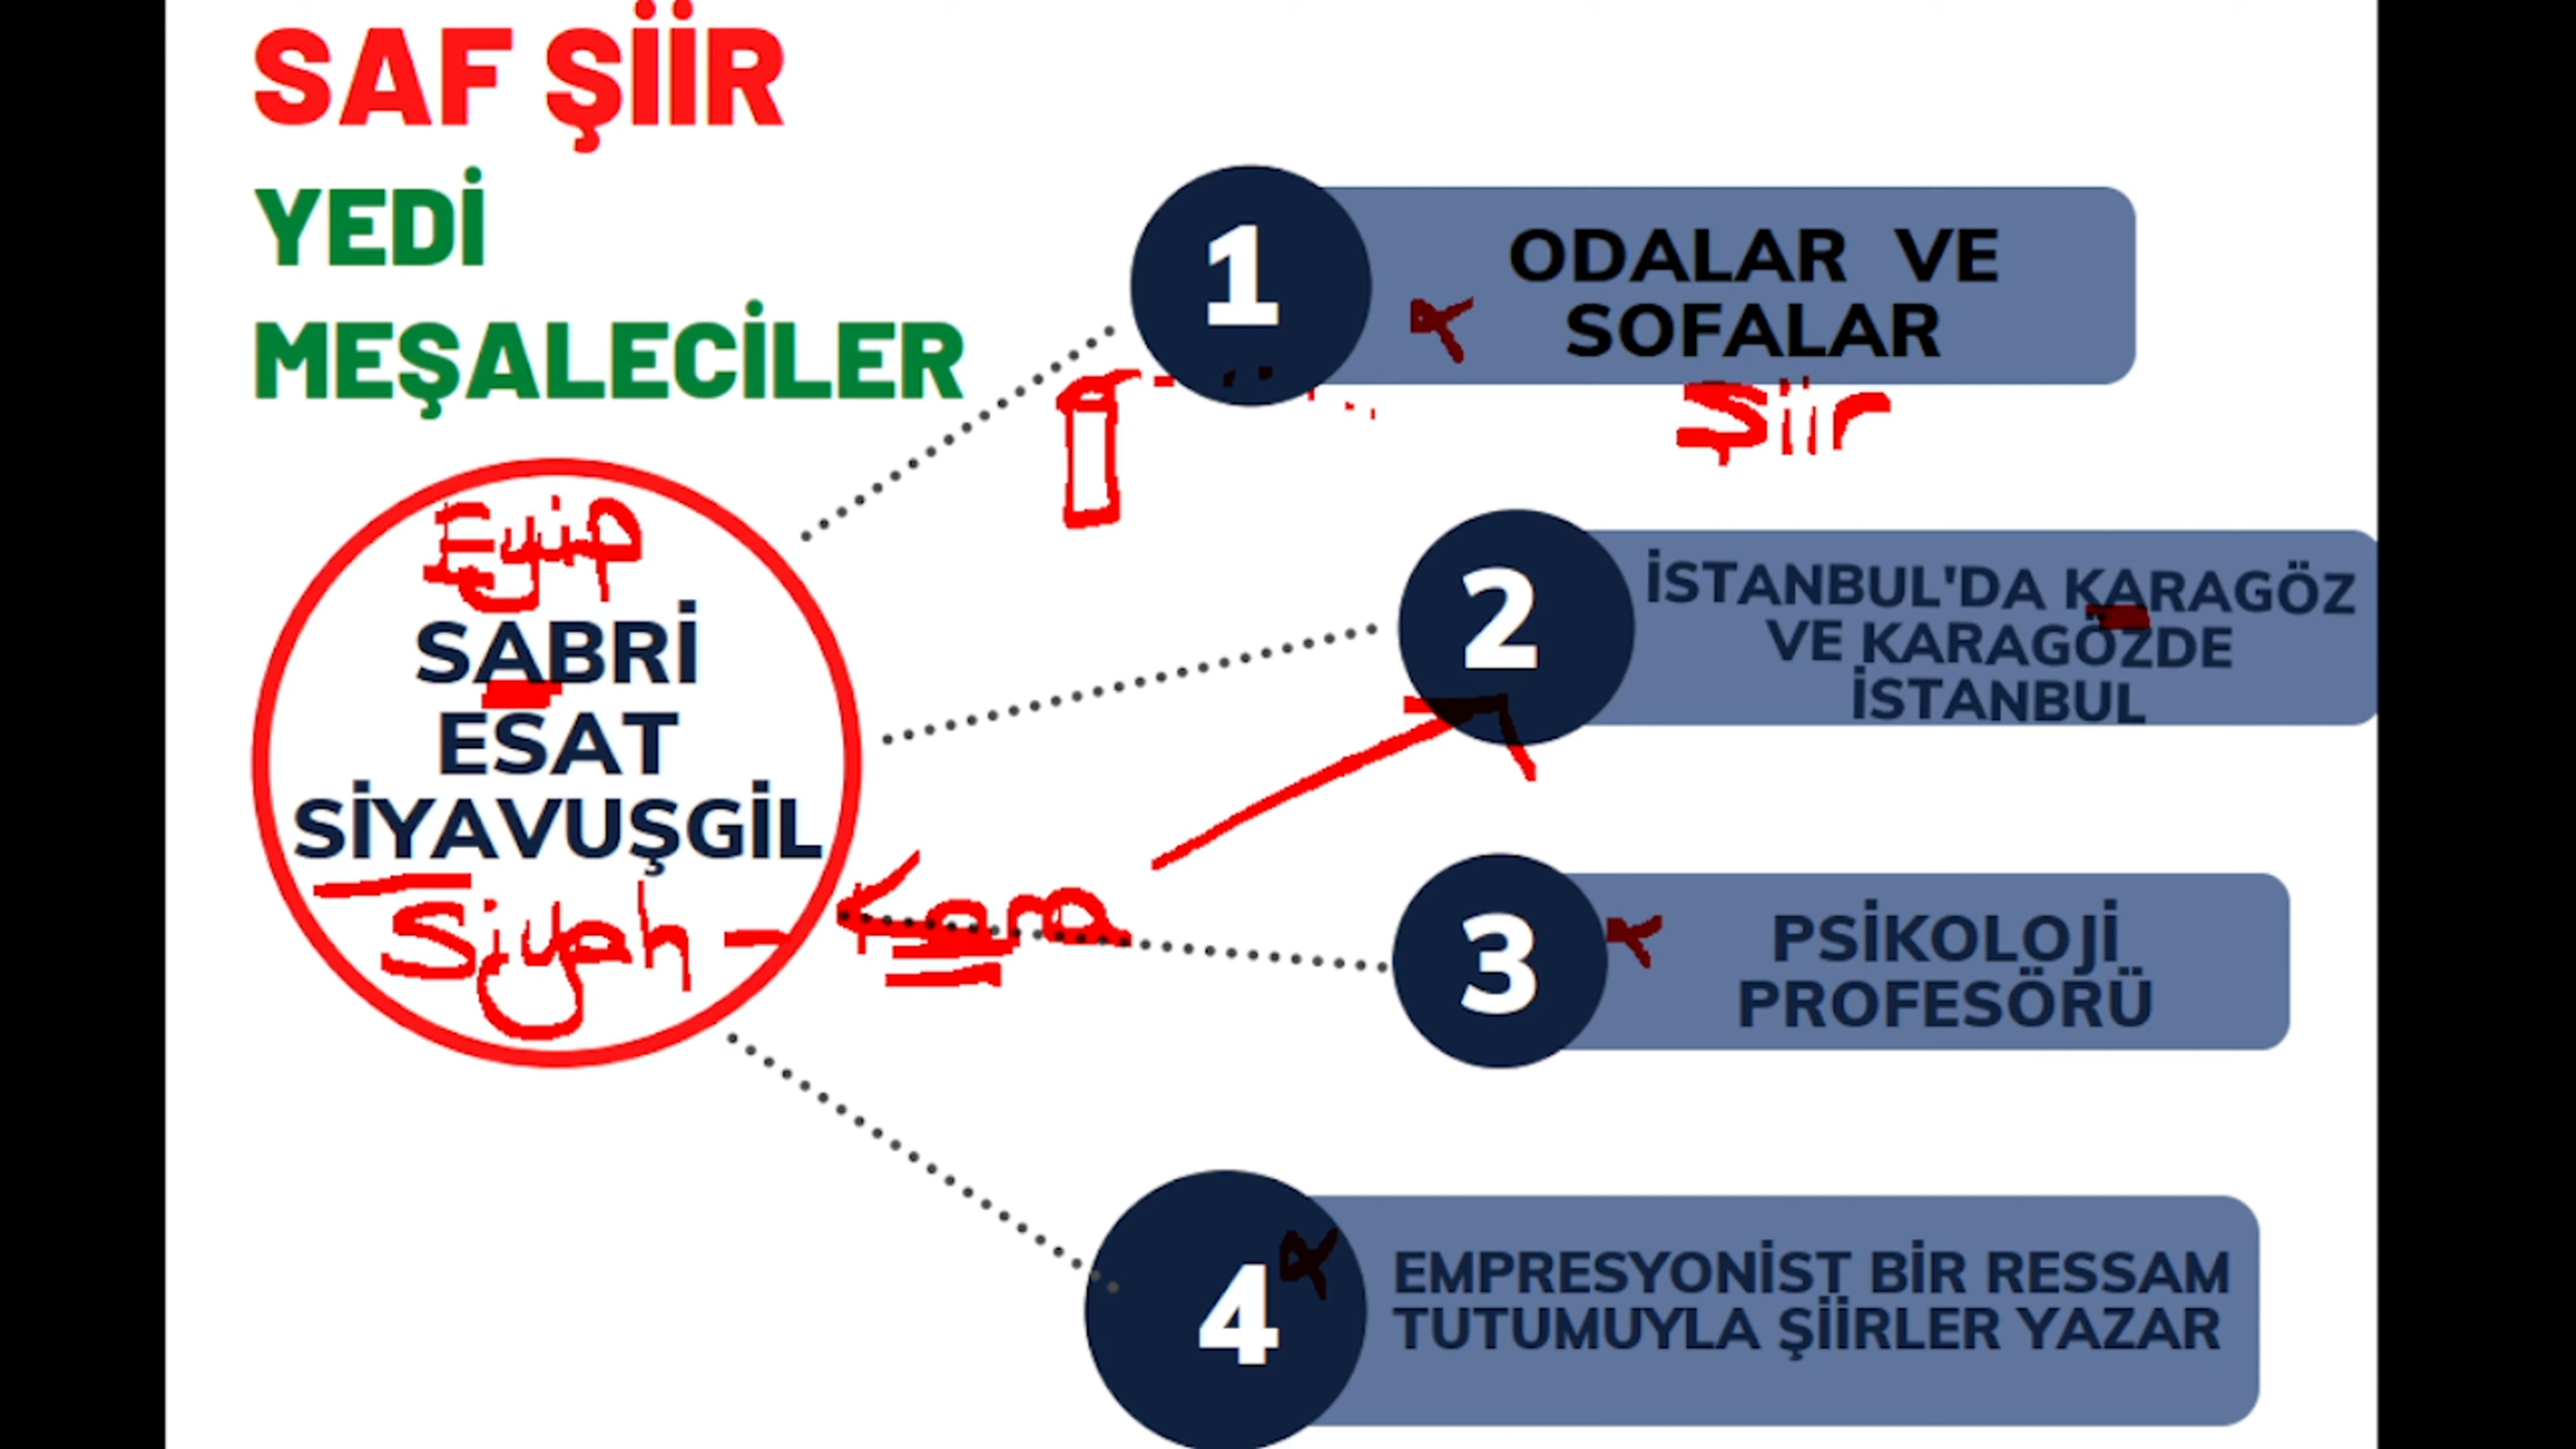 SAF ŞİİR
YEDİ
MEŞALECİLER
Eyüp
SABRİ
ESAT
SİYAVUŞGİL
Siyah - Kara
1
ODALAR VE
SOFALAR
Şiir
2
İSTANBUL'DA KARAGÖZ
VE KARAGÖZDE
İSTANBUL
3
PSİKOLOJİ
PROFESÖRÜ
4
EMPRESYONİST BİR RESSAM
TUTUMUYLA ŞİİRLER YAZAR